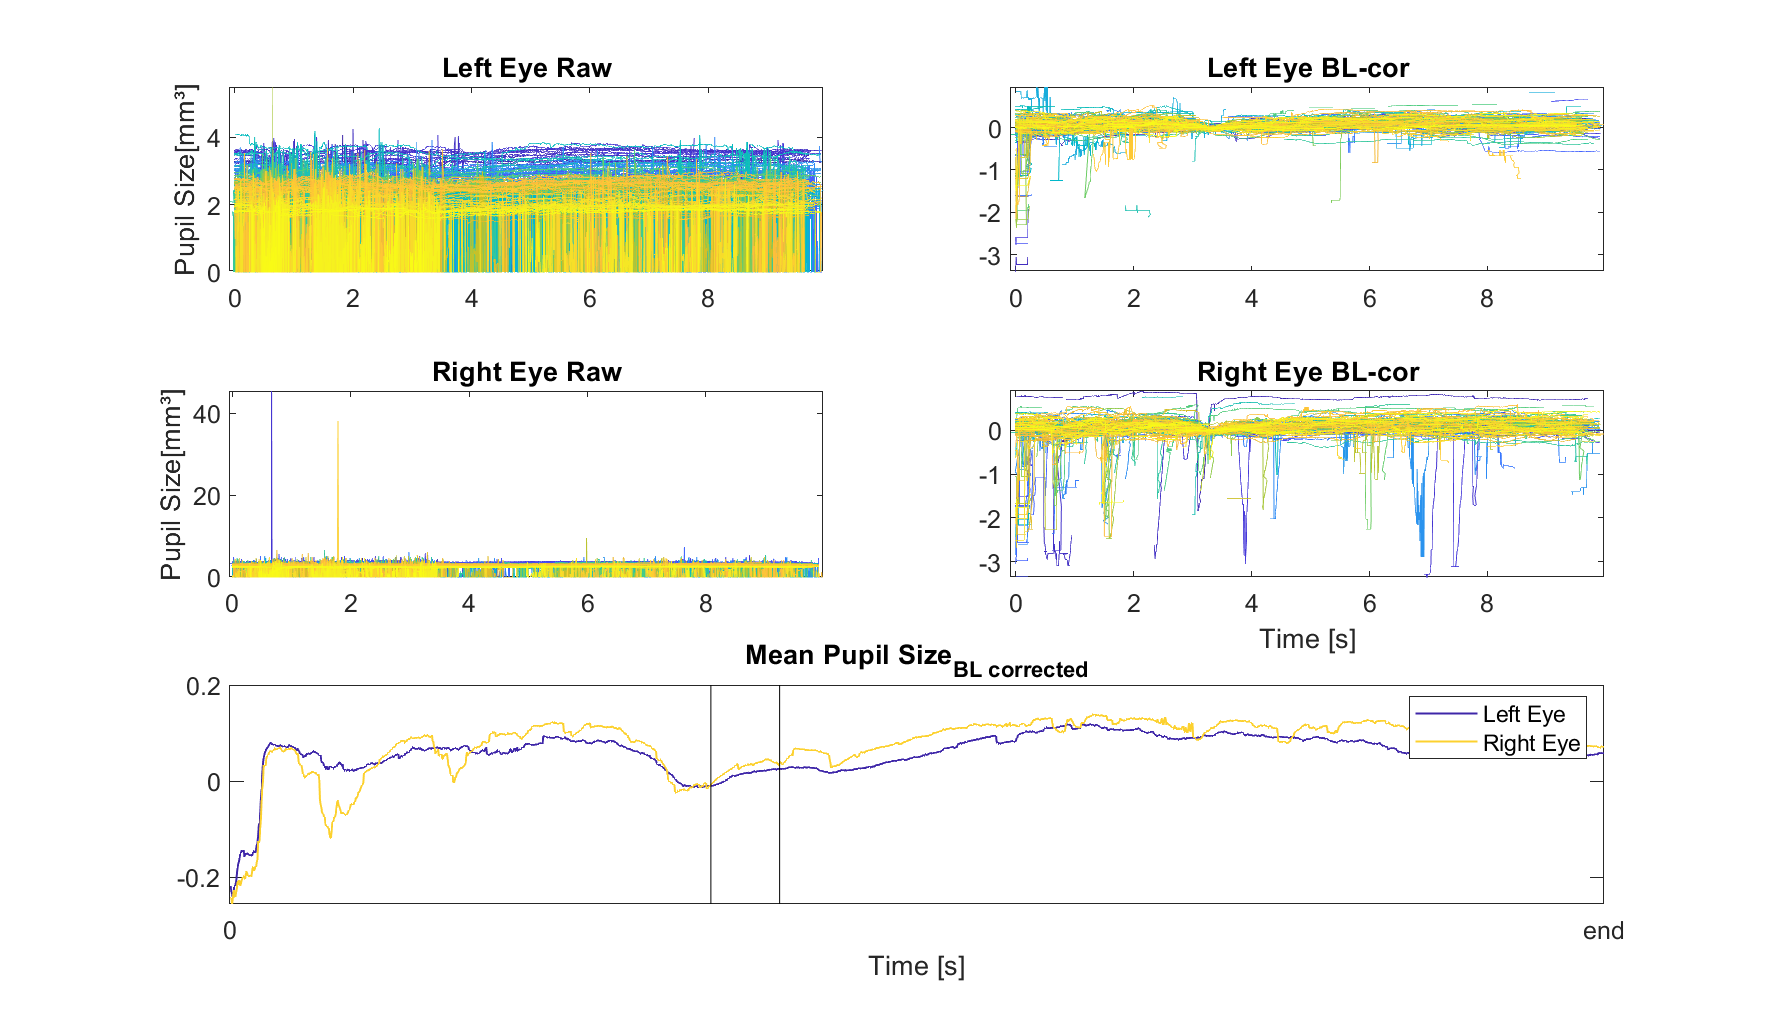 Left Eye Raw
Pupil Size[mm³]
4
2
0
0 2 4 6 8
Left Eye BL-cor
0
-1
-2
-3
0 2 4 6 8
Right Eye Raw
Pupil Size[mm³]
40
20
0
0 2 4 6 8
Right Eye BL-cor
0
-1
-2
-3
0 2 4 6 8
Time [s]
Mean Pupil Size BL corrected
0.2
0
-0.2
Left Eye
Right Eye
0 end
Time [s]